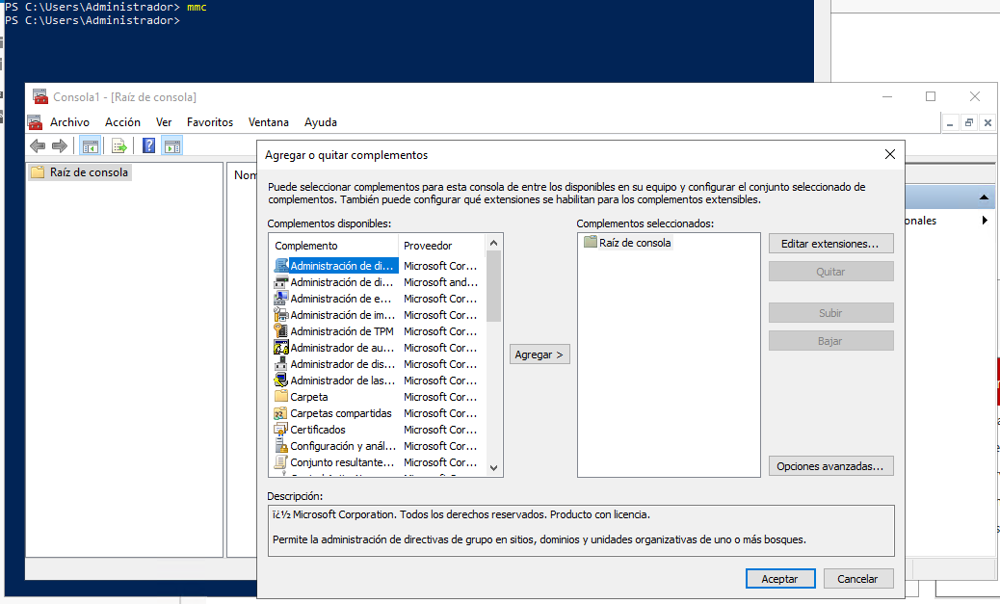 PS C:\Users\Administrador> mmc
PS C:\Users\Administrador>
Consola1 - [Raíz de consola]
Archivo Acción Ver Favoritos Ventana Ayuda
Raíz de consola
Nom
onales
Agregar o quitar complementos
Puede seleccionar complementos para esta consola de entre los disponibles en su equipo y configurar el conjunto seleccionado de
complementos. También puede configurar qué extensiones se habilitan para los complementos extensibles.
Complementos disponibles:
Complemento Proveedor
Administración de di... Microsoft Cor...
Administración de di... Microsoft and...
Administración de e... Microsoft Cor...
Administración de im... Microsoft Cor...
Administración de TPM Microsoft Cor...
Administrador de au... Microsoft Cor...
Administrador de dis... Microsoft Cor...
Administrador de las... Microsoft Cor...
Carpeta Microsoft Cor...
Carpetas compartidas Microsoft Cor...
Certificados Microsoft Cor...
Configuración y anál... Microsoft Cor...
Conjunto resultante... Microsoft Cor...
Agregar >
Complementos seleccionados:
Raíz de consola
Editar extensiones...
Quitar
Subir
Bajar
Opciones avanzadas...
Descripción:
ï¿½ Microsoft Corporation. Todos los derechos reservados. Producto con licencia.
Permite la administración de directivas de grupo en sitios, dominios y unidades organizativas de uno o más bosques.
Aceptar Cancelar